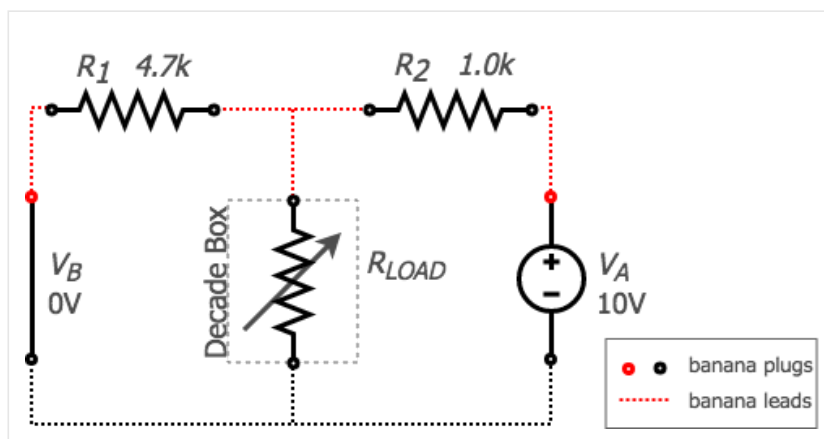 R1 4.7k
R2 1.0k
Decade Box
RLOAD
VB
0V
+
−
VA
10V
banana plugs
banana leads